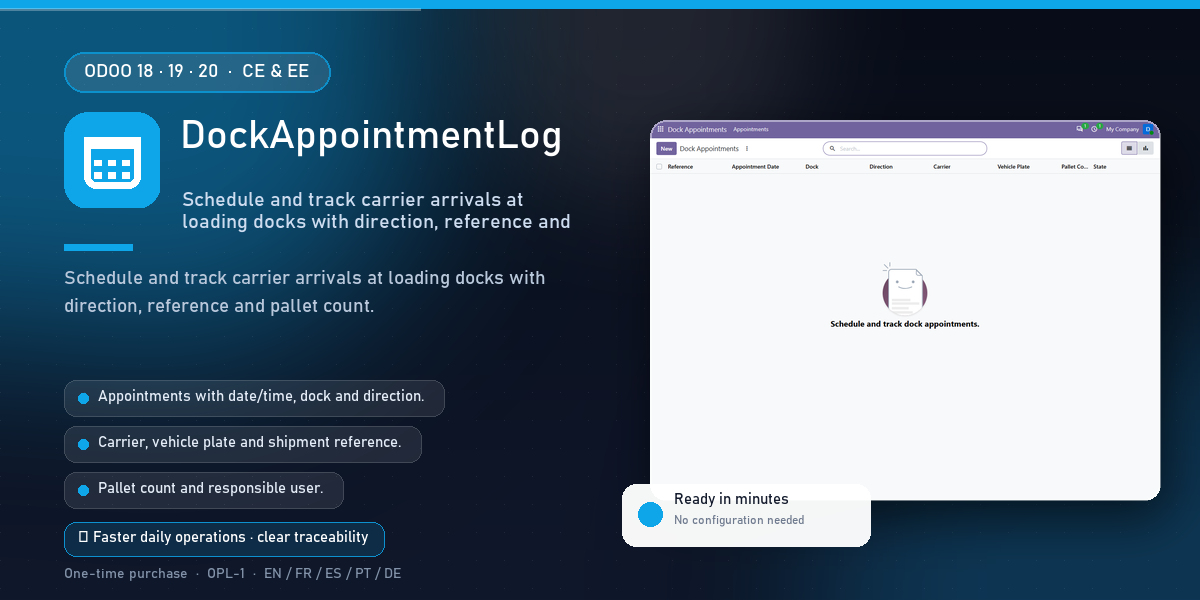 ODOO 18 · 19 · 20 · CE & EE
DockAppointmentLog
Schedule and track carrier arrivals at
loading docks with direction, reference and
Schedule and track carrier arrivals at loading docks with
direction, reference and pallet count.
Appointments with date/time, dock and direction.
Carrier, vehicle plate and shipment reference.
Pallet count and responsible user.
Faster daily operations · clear traceability
One-time purchase · OPL-1 · EN / FR / ES / PT / DE
Dock Appointments Appointments My Company D
New Dock Appointments Search...
Reference Appointment Date Dock Direction Carrier Vehicle Plate Pallet Co... State
Schedule and track dock appointments.
Ready in minutes
No configuration needed